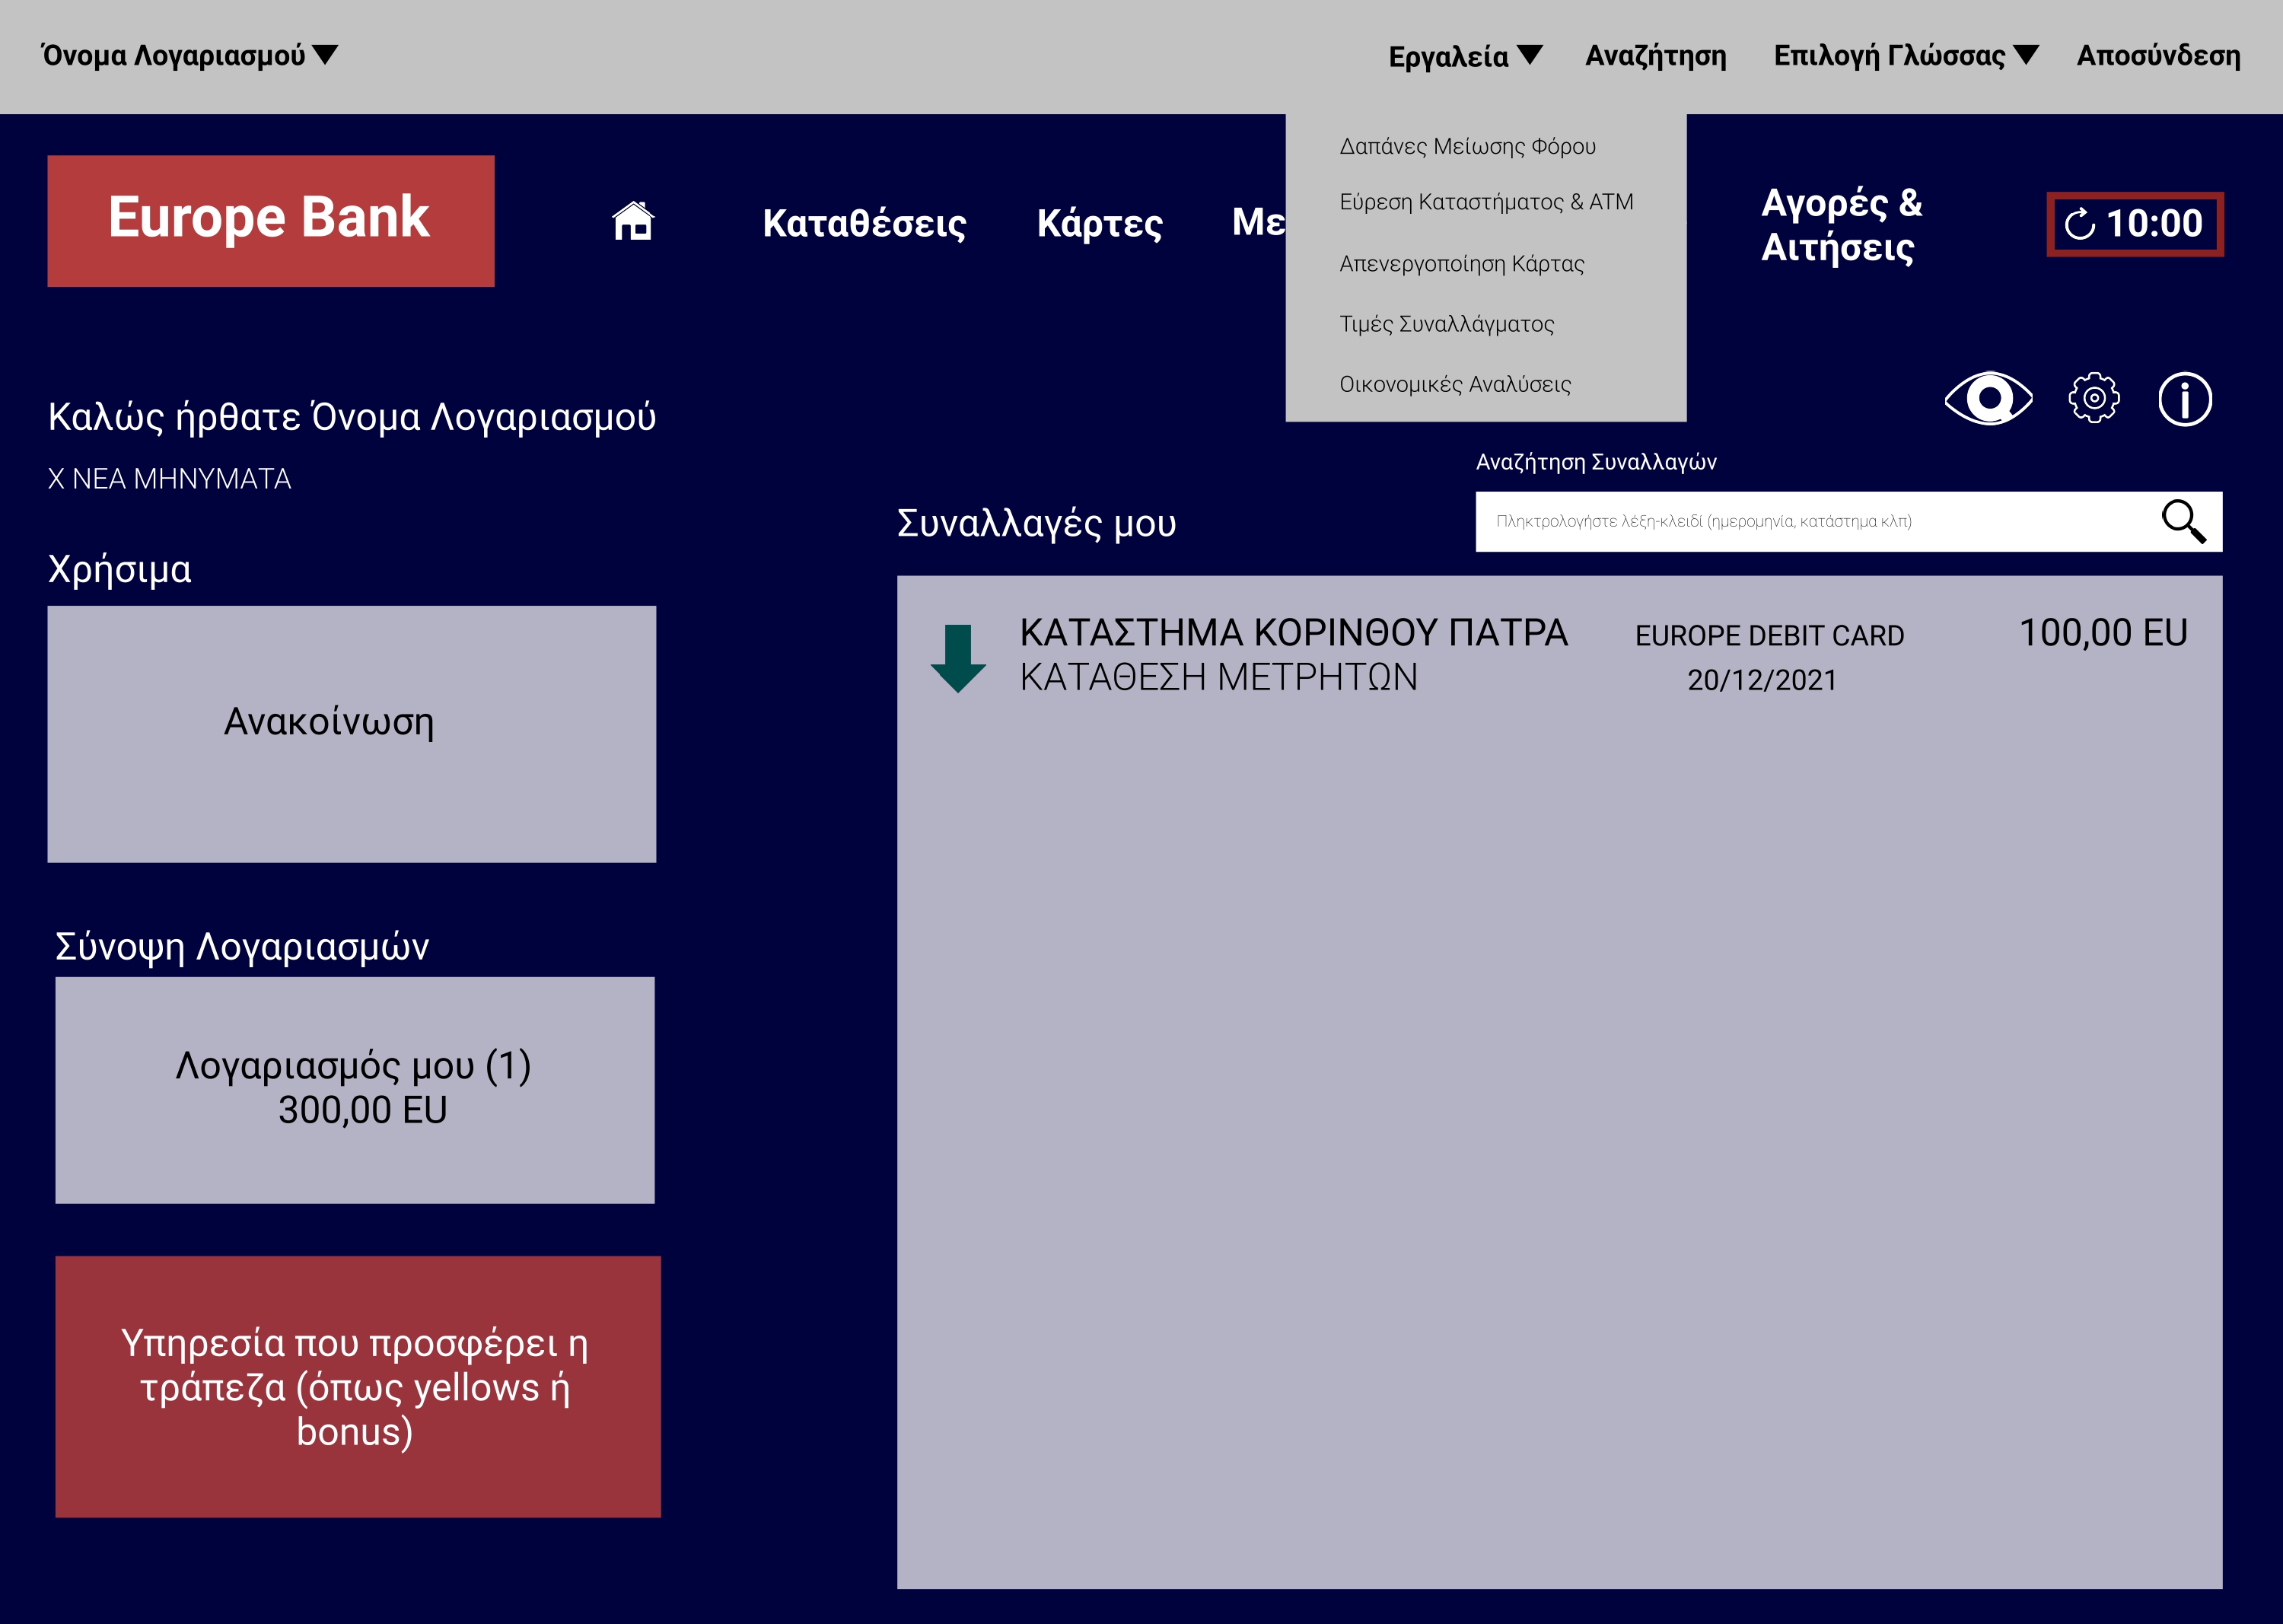 Όνομα Λογαριασμού
Εργαλεία
Αναζήτηση
Επιλογή Γλώσσας
Αποσύνδεση
Δαπάνες Μείωσης Φόρου
Εύρεση Καταστήματος & ΑΤΜ
Απενεργοποίηση Κάρτας
Τιμές Συναλλάγματος
Οικονομικές Αναλύσεις
Europe Bank
Καταθέσεις
Κάρτες
Με
Αγορές &
Αιτήσεις
10:00
Καλώς ήρθατε Όνομα Λογαριασμού
Χ ΝΕΑ ΜΗΝΥΜΑΤΑ
Χρήσιμα
Ανακοίνωση
Σύνοψη Λογαριασμών
Λογαριασμός μου (1)
300,00 EU
Υπηρεσία που προσφέρει η
τράπεζα (όπως yellows ή
bonus)
Αναζήτηση Συναλλαγών
Πληκτρολογήστε λέξη-κλειδί (ημερομηνία, κατάστημα κλπ)
Συναλλαγές μου
ΚΑΤΑΣΤΗΜΑ ΚΟΡΙΝΘΟΥ ΠΑΤΡΑ
ΚΑΤΑΘΕΣΗ ΜΕΤΡΗΤΩΝ
EUROPE DEBIT CARD
20/12/2021
100,00 EU